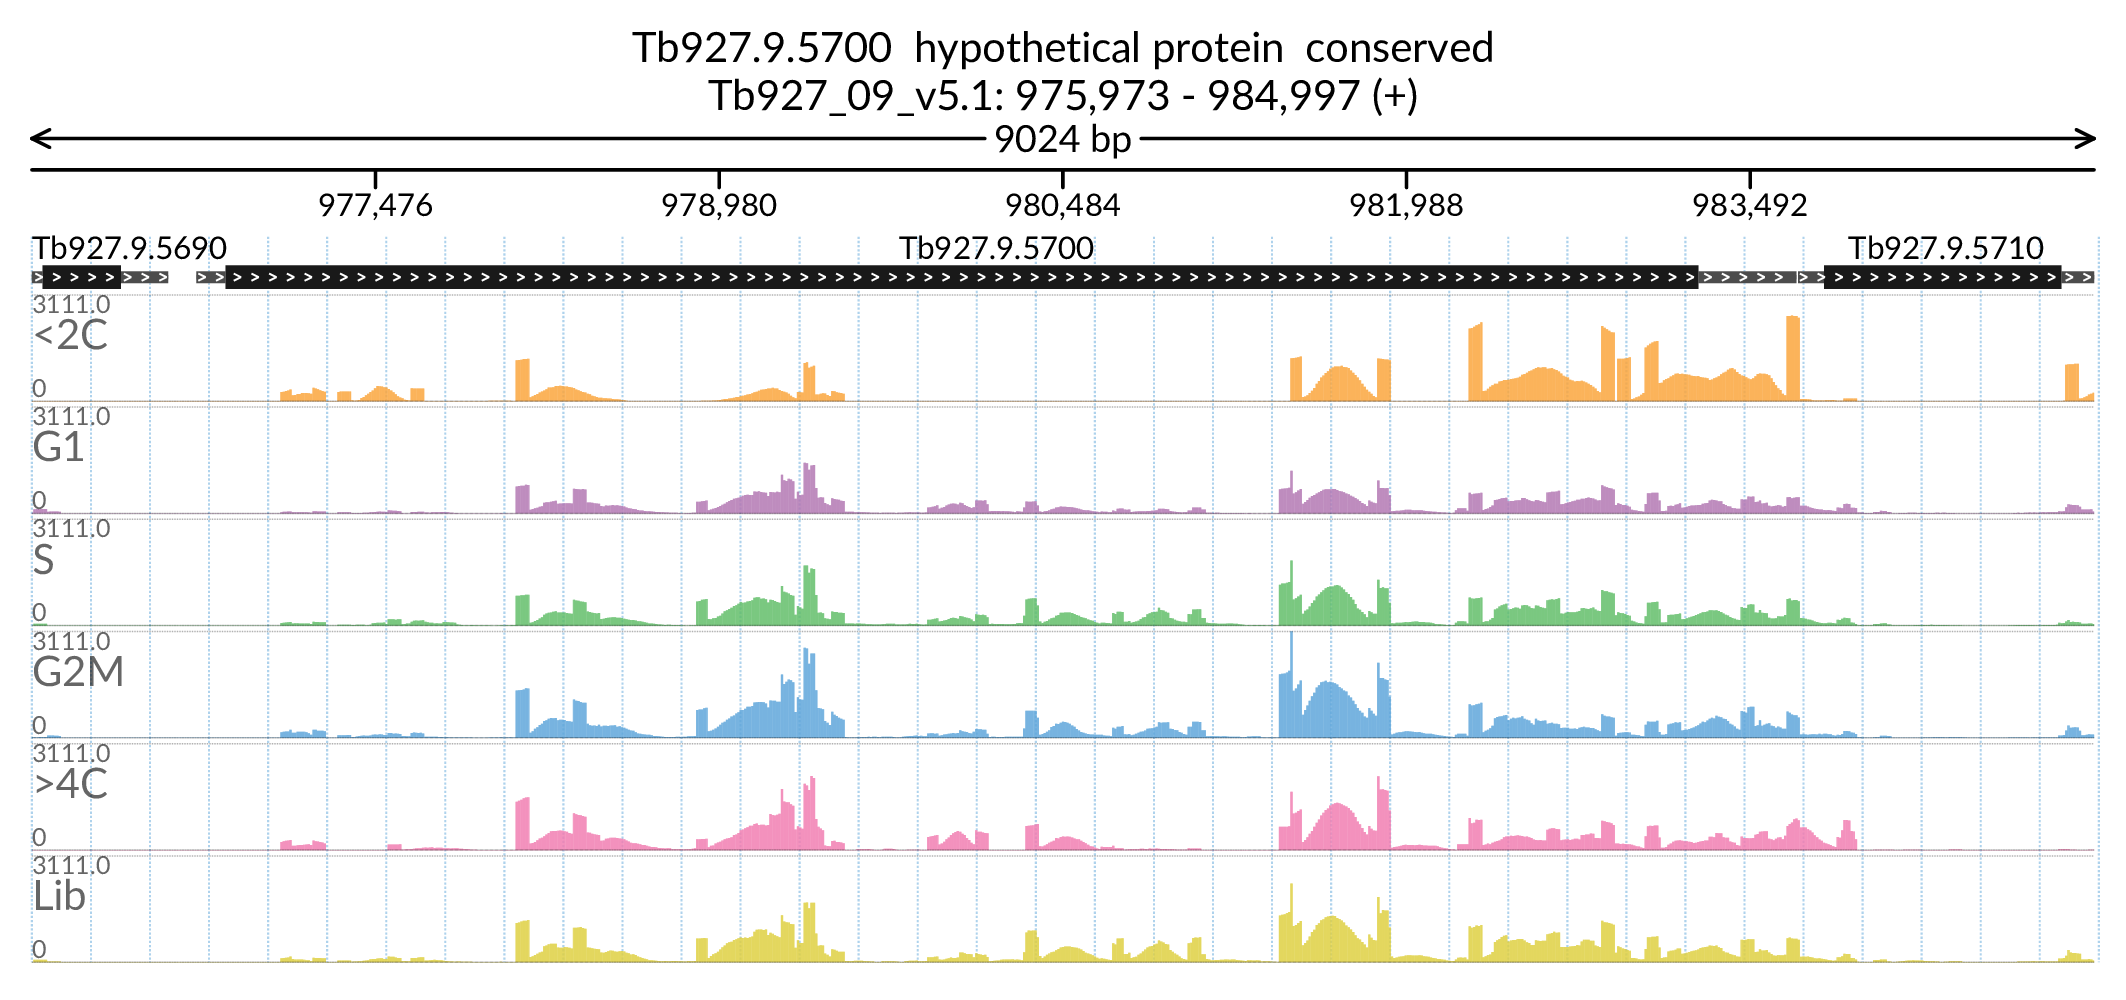 Tb927.9.5700  hypothetical protein  conserved
Tb927_09_v5.1: 975,973 - 984,997 (+)
9024 bp
977,476 978,980 980,484 981,988 983,492
Tb927.9.5690 Tb927.9.5700 Tb927.9.5710
3111.0
<2C
0
3111.0
G1
0
3111.0
S
0
3111.0
G2M
0
3111.0
>4C
0
3111.0
Lib
0